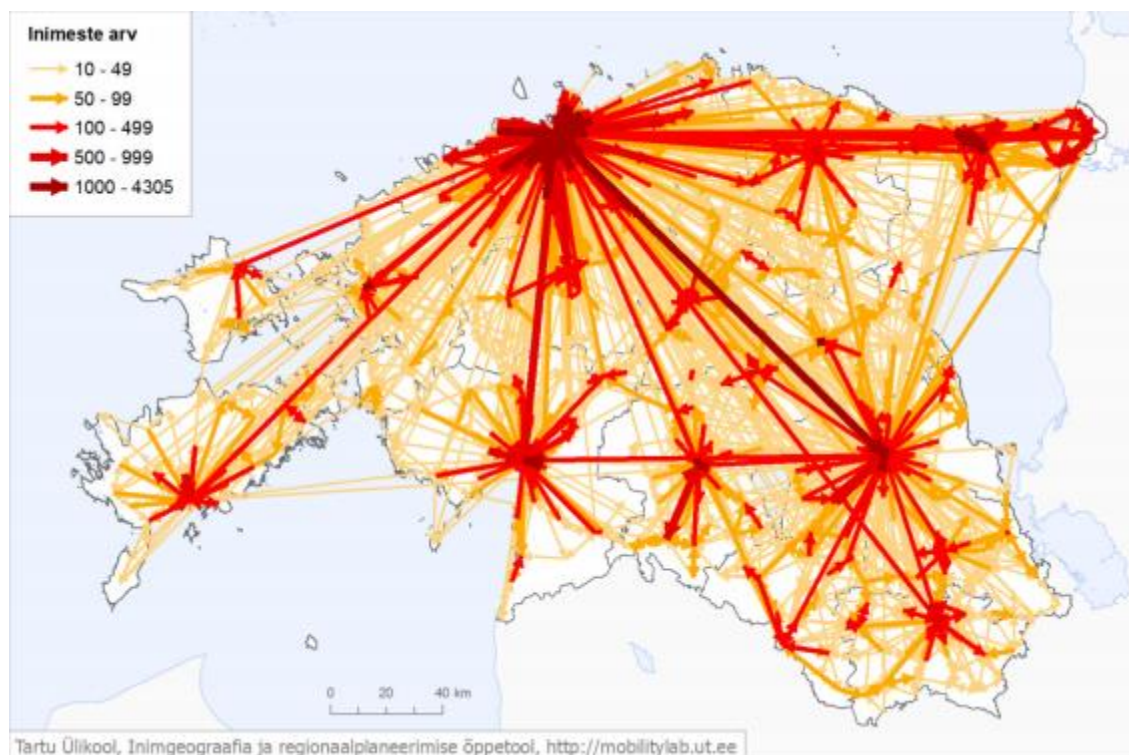 Inimeste arv
10 - 49
50 - 99
100 - 499
500 - 999
1000 - 4305
0 20 40 km
Tartu Ülikool, Inimgeograafia ja regionaalplaneerimise õppetool, http://mobilitylab.ut.ee